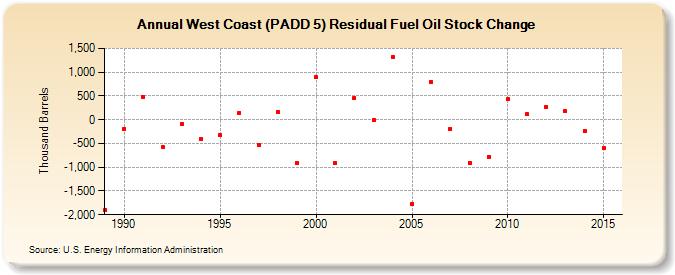 Annual West Coast (PADD 5) Residual Fuel Oil Stock Change
Thousand Barrels
1,500
1,000
500
0
-500
-1,000
-1,500
-2,000
1990 1995 2000 2005 2010 2015
Source: U.S. Energy Information Administration